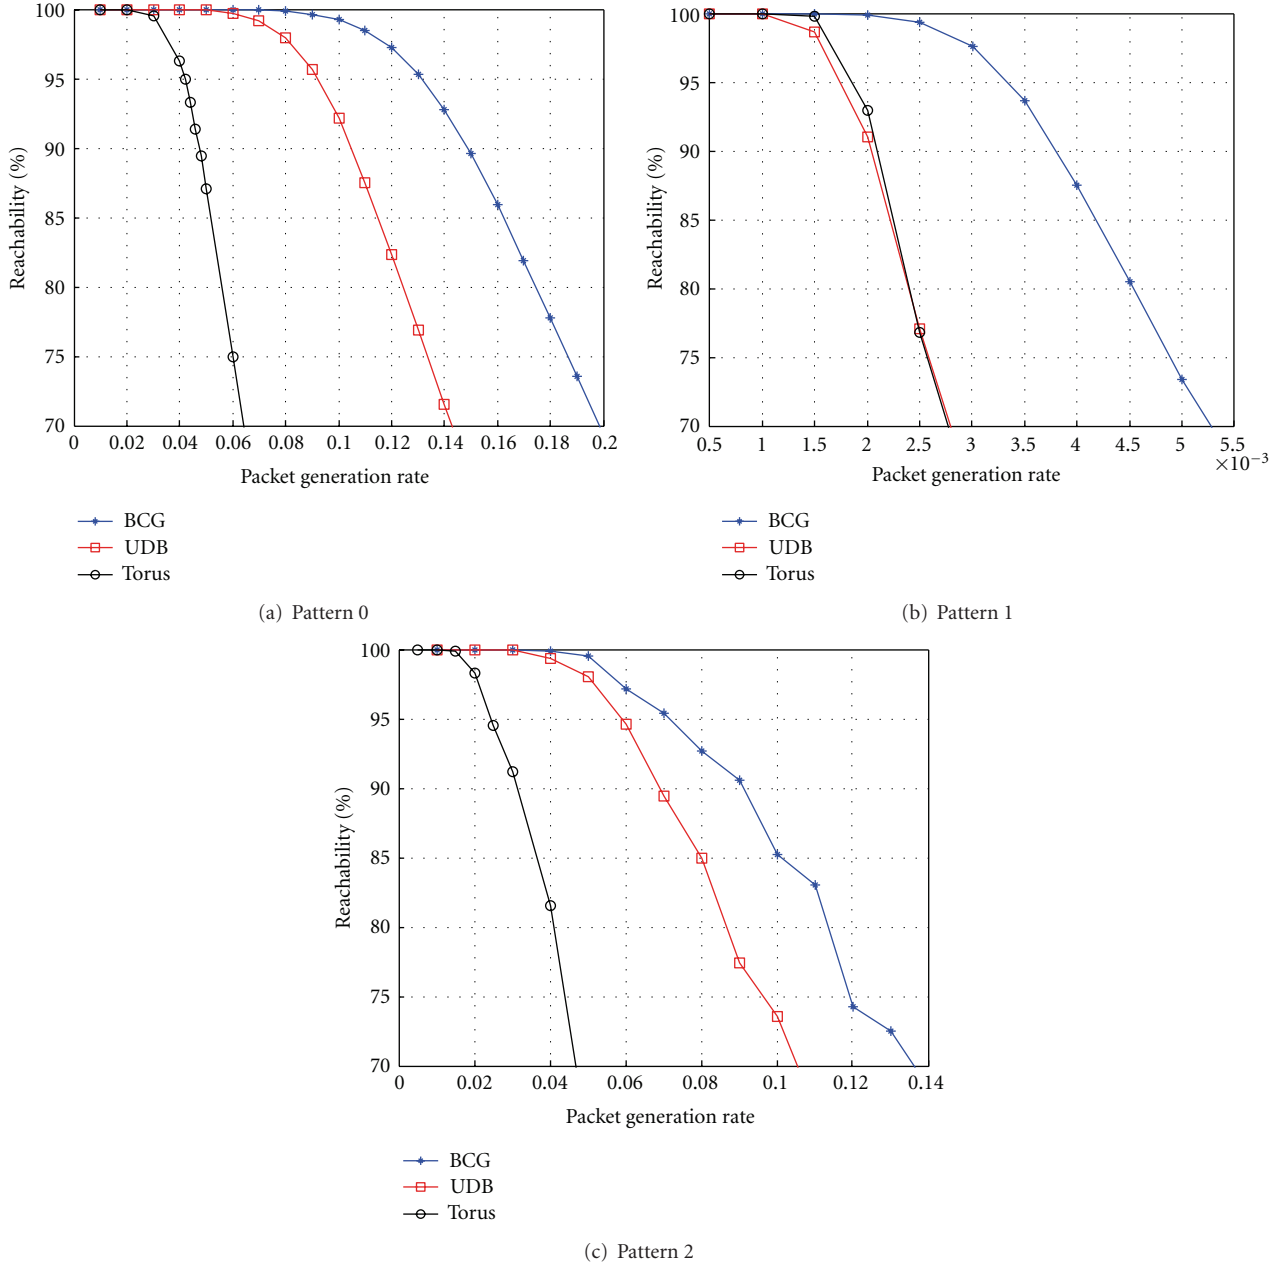 100
95
90
85
80
75
70
Reachability (%)
0 0.02 0.04 0.06 0.08 0.1 0.12 0.14 0.16 0.18 0.2
Packet generation rate
BCG
UDB
Torus
(a) Pattern 0
100
95
90
85
80
75
70
Reachability (%)
0.5 1 1.5 2 2.5 3 3.5 4 4.5 5 5.5
×10−3
Packet generation rate
BCG
UDB
Torus
(b) Pattern 1
100
95
90
85
80
75
70
Reachability (%)
0 0.02 0.04 0.06 0.08 0.1 0.12 0.14
Packet generation rate
BCG
UDB
Torus
(c) Pattern 2